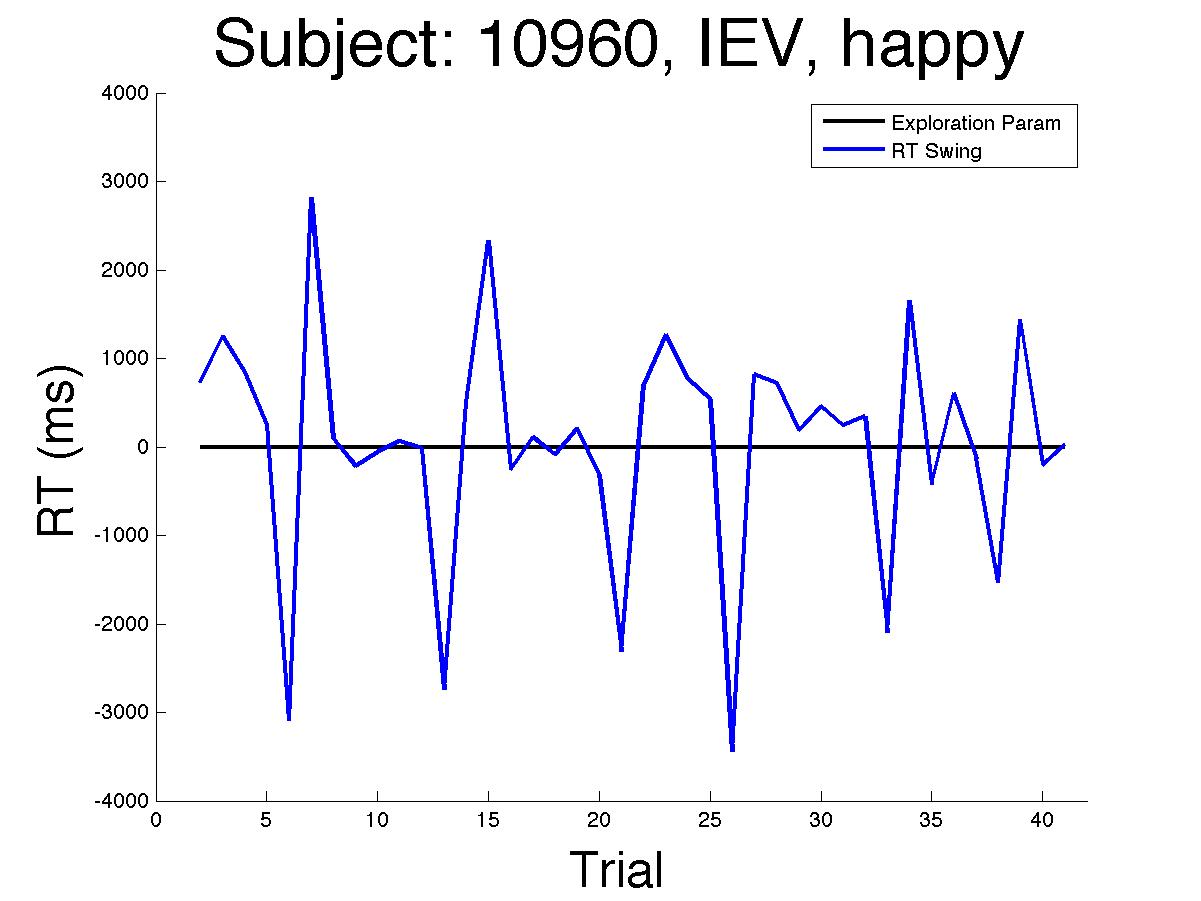 Subject: 10960, IEV, happy
Exploration Param
RT Swing
4000
3000
2000
1000
0
-1000
-2000
-3000
-4000
RT (ms)
0 5 10 15 20 25 30 35 40
Trial